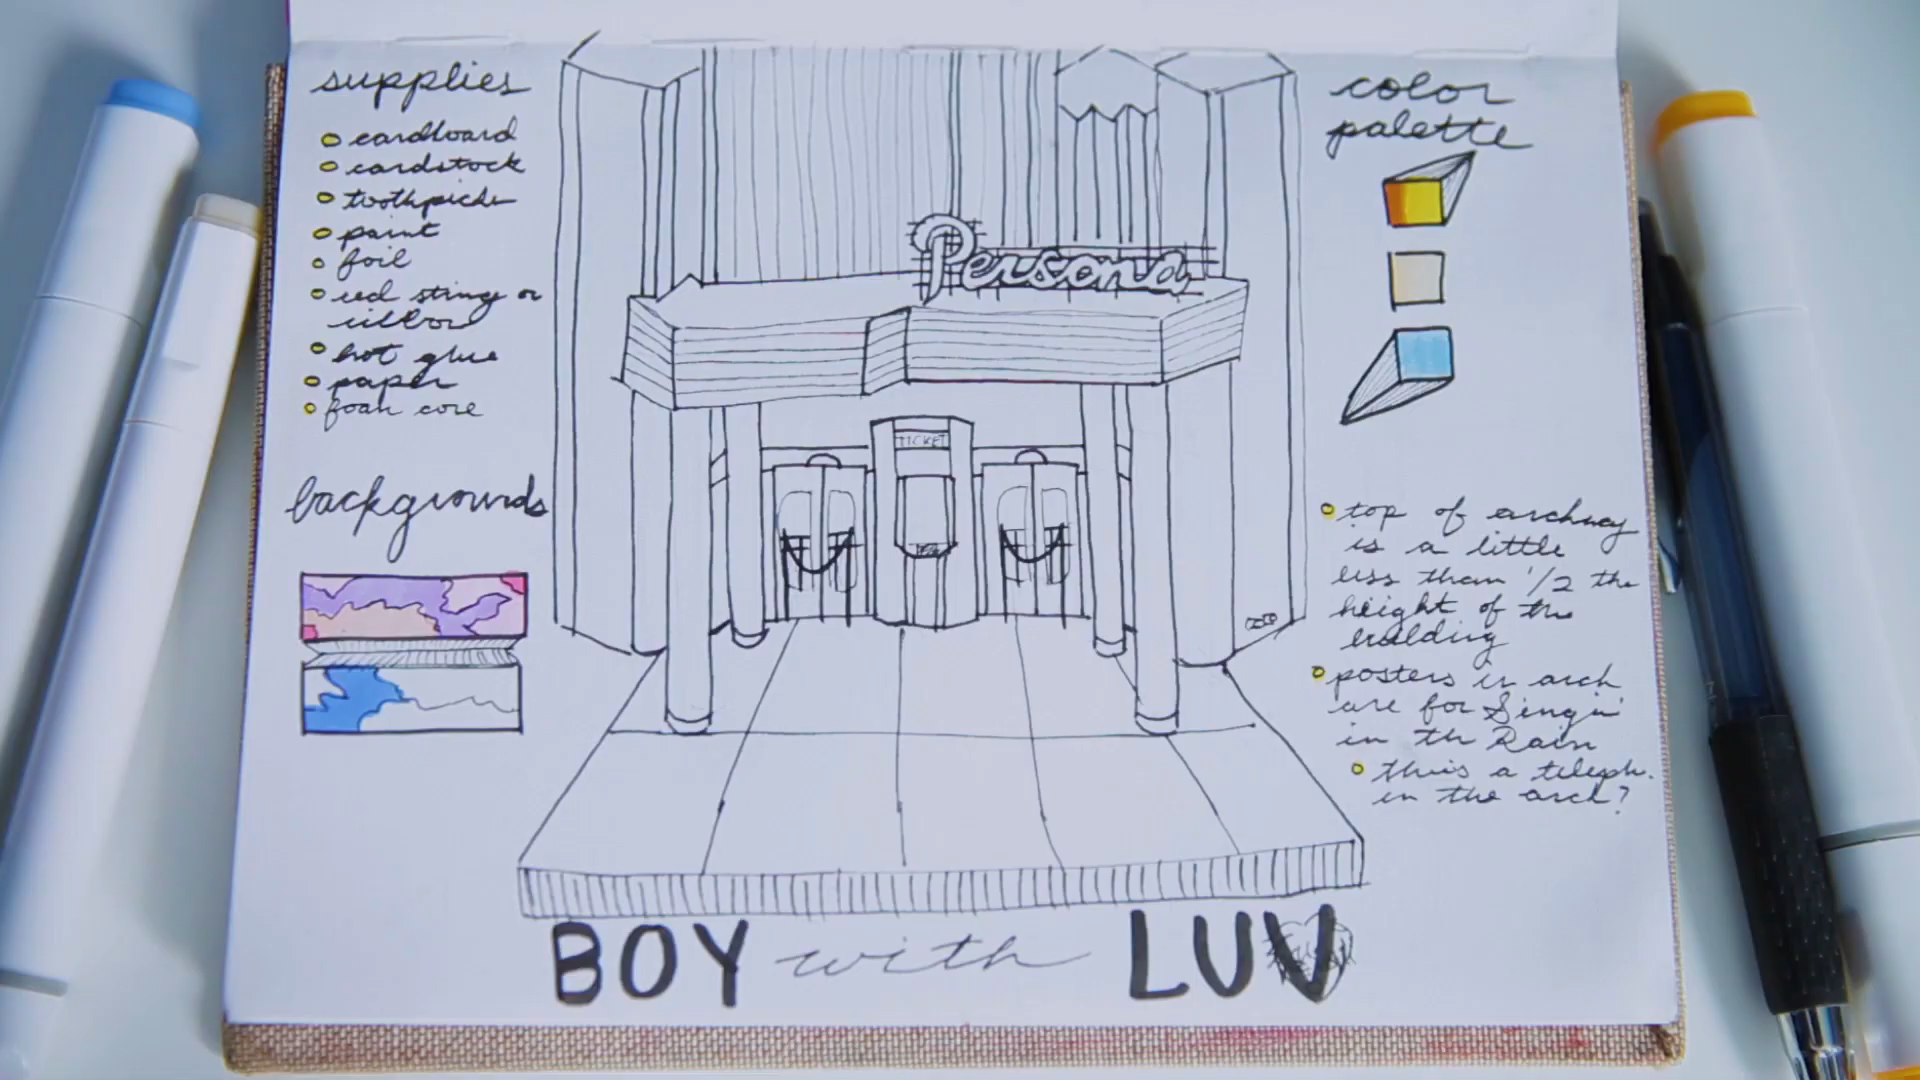 supplies
cardboard
cardstock
toothpicks
paint
foil
red string or
ribbon
hot glue
paper
foam core
backgrounds
Persona
TICKET
BOY with LUV
color
palette
top of archway
is a little
less than 1/2 the
height of the
building
posters in arch
are for Singin'
in th Rain
this a teleph.
in the arch?